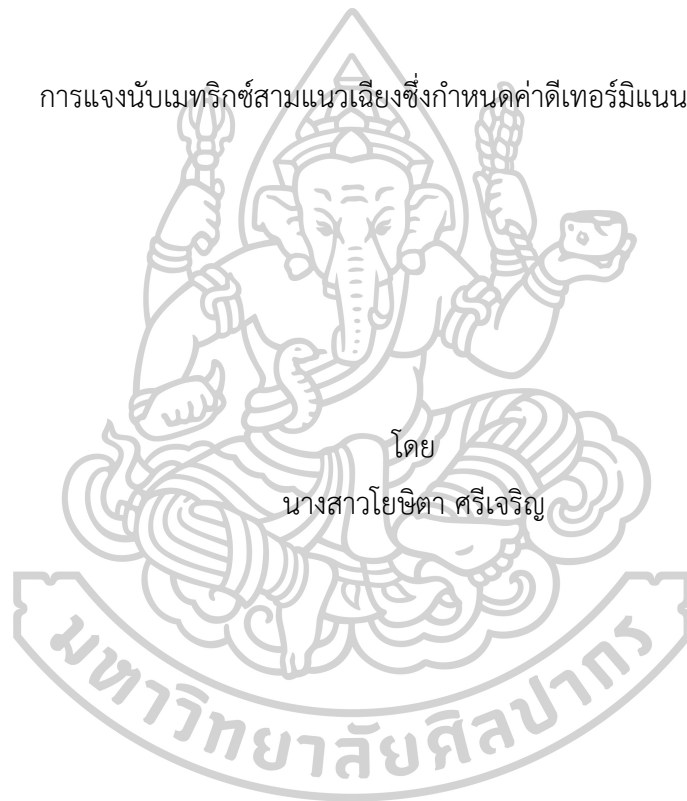 การแจงนับเมทริกซ์สามแนวเฉียงซึ่งกำหนดค่าดีเทอร์มิแนน
โดย
นางสาวโยษิตา ศรีเจริญ
มหาวิทยาลัยศิลปากร